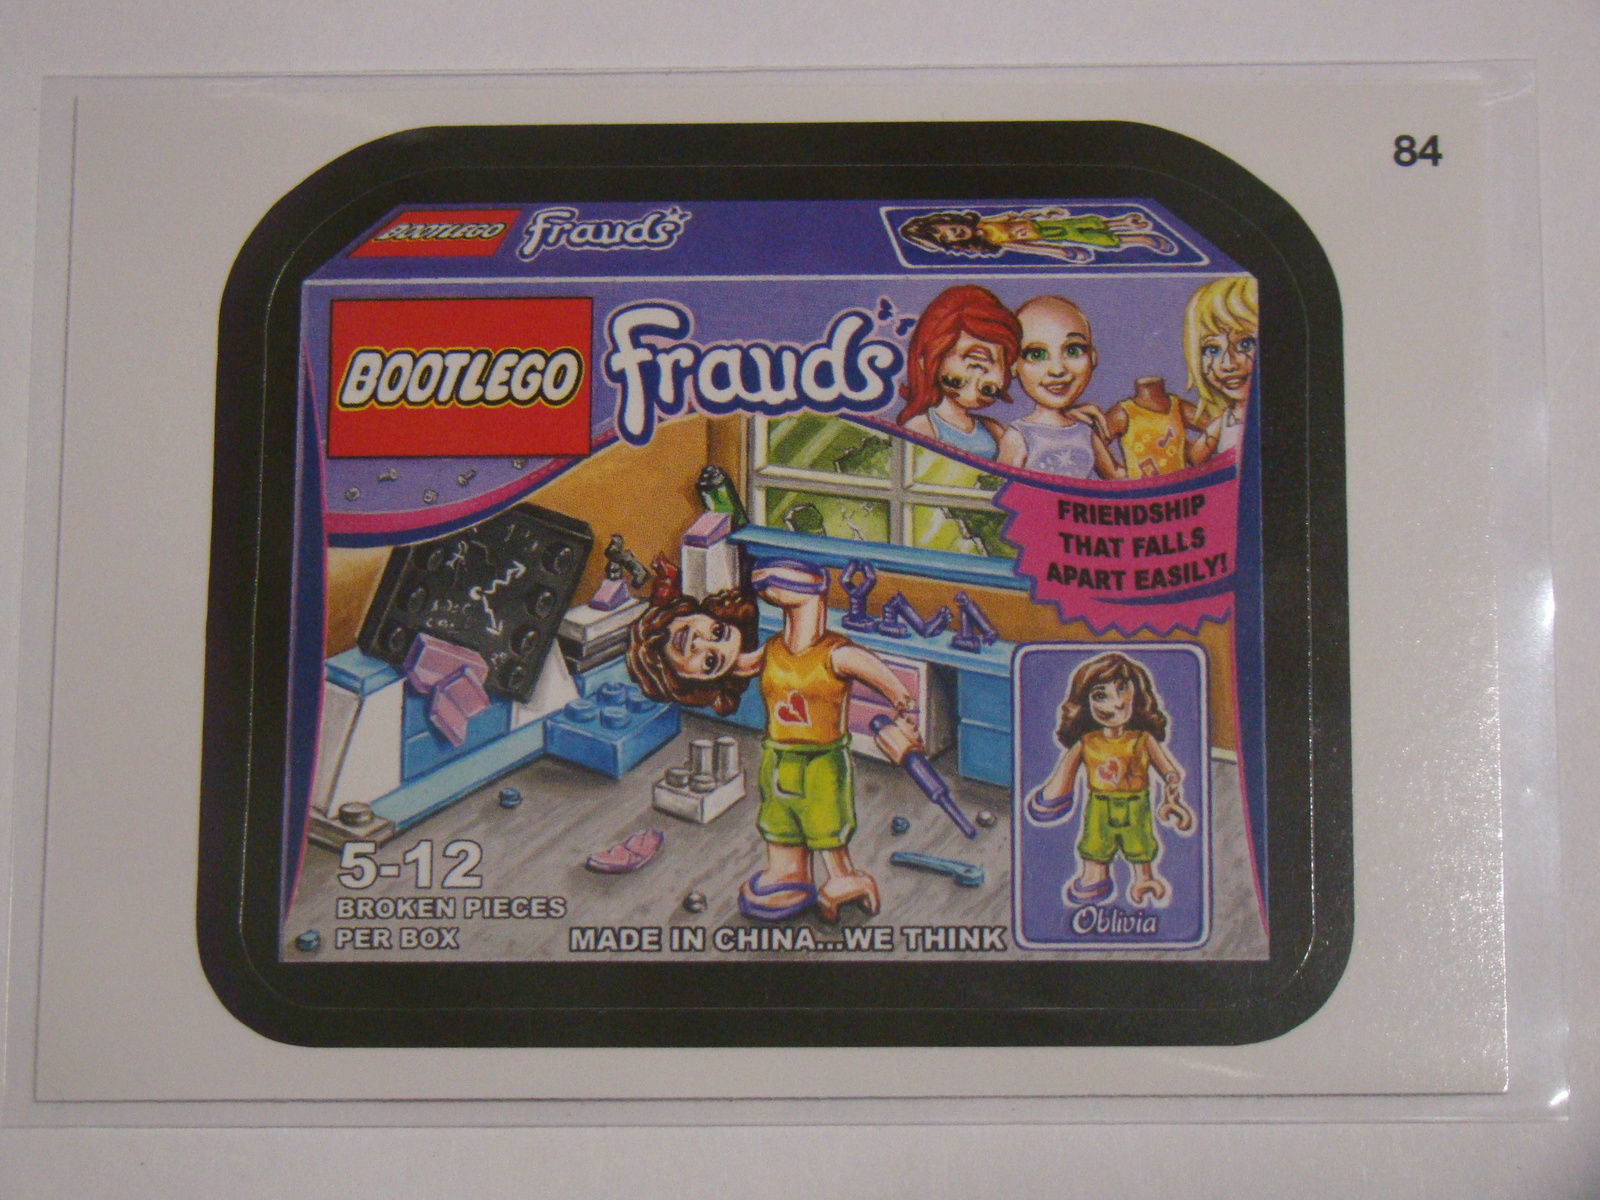 84
BOOTLEGO frauds
BOOTLEGO frauds
FRIENDSHIP
THAT FALLS
APART EASILY!
5-12
BROKEN PIECES
PER BOX
MADE IN CHINA...WE THINK
Oblivia